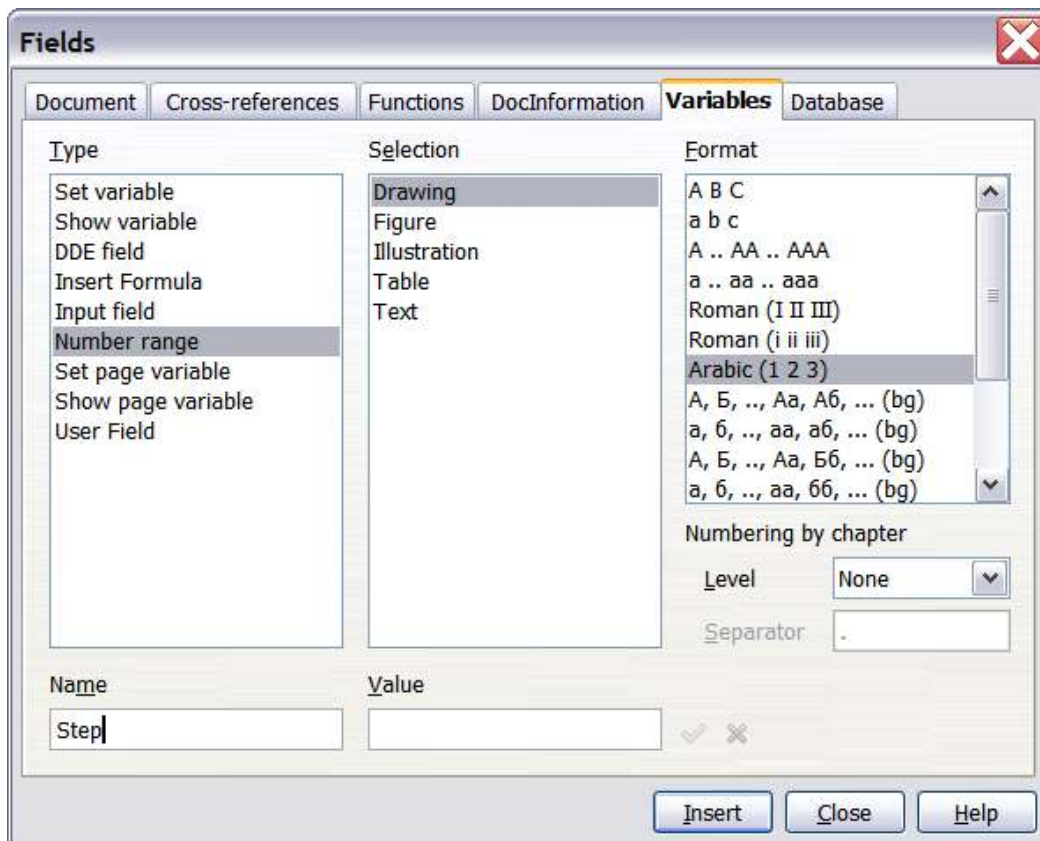 Fields
Document Cross-references Functions DocInformation Variables Database
Type
Set variable
Show variable
DDE field
Insert Formula
Input field
Number range
Set page variable
Show page variable
User Field
Selection
Drawing
Figure
Illustration
Table
Text
Format
A B C
a b c
A .. AA .. AAA
a .. aa .. aaa
Roman (I II III)
Roman (i ii iii)
Arabic (1 2 3)
А, Б, .., Аа, Аб, ... (bg)
а, б, .., аа, аб, ... (bg)
А, Б, .., Аа, Бб, ... (bg)
а, б, .., аа, бб, ... (bg)
Numbering by chapter
Level None
Separator .
Name
Step
Value
Insert Close Help